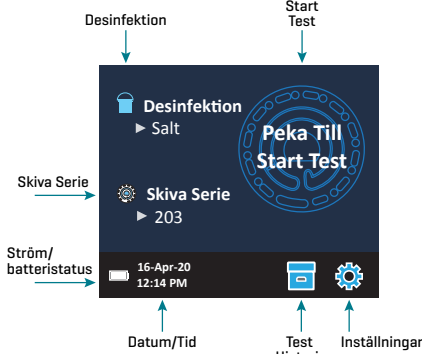 Desinfektion
Start
Test
Desinfektion
▶ Salt
Peka Till
Start Test
Skiva Serie
Skiva Serie
▶ 203
Ström/
batteristatus
16-Apr-20
12:14 PM
Datum/Tid
Test
Inställningar